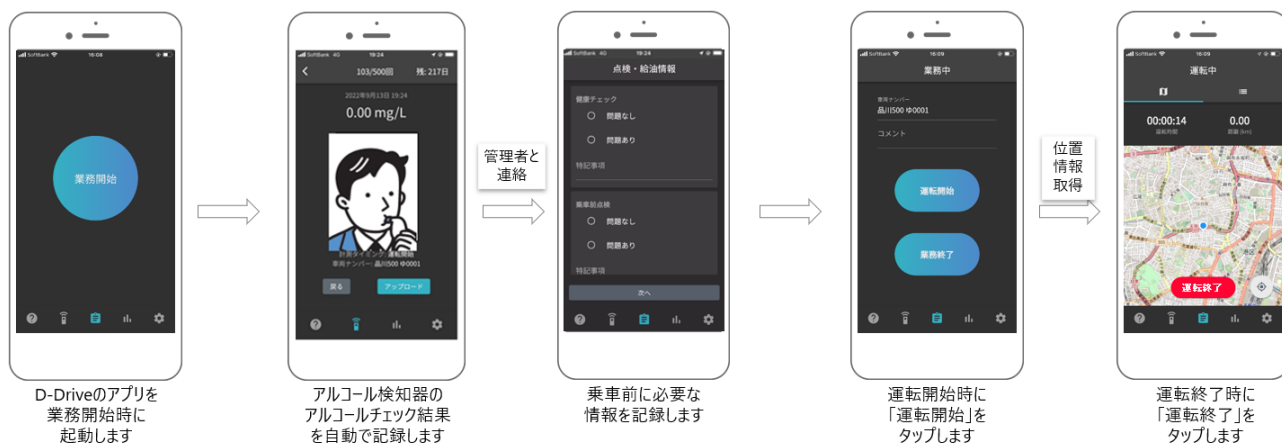 SoftBank 16:08
業務開始
D-Driveのアプリを
業務開始時に
起動します
SoftBank 4G 19:24
103/500回 残: 217日
2022年9月13日 19:24
0.00 mg/L
計測タイミング: 運転開始
車両ナンバー: 品川500 ゆ0001
戻る アップロード
アルコール検知器の
アルコールチェック結果
を自動で記録します
管理者と
連絡
SoftBank 4G 19:24
点検・給油情報
健康チェック
問題なし
問題あり
特記事項
乗車前点検
問題なし
問題あり
特記事項
次へ
乗車前に必要な
情報を記録します
SoftBank 16:09
業務中
車両ナンバー
品川500 ゆ0001
コメント
運転開始
業務終了
運転開始時に
「運転開始」を
タップします
位置
情報
取得
SoftBank 16:09
運転中
00:00:14 0.00
運転時間 距離 (km)
運転終了
運転終了時に
「運転終了」を
タップします